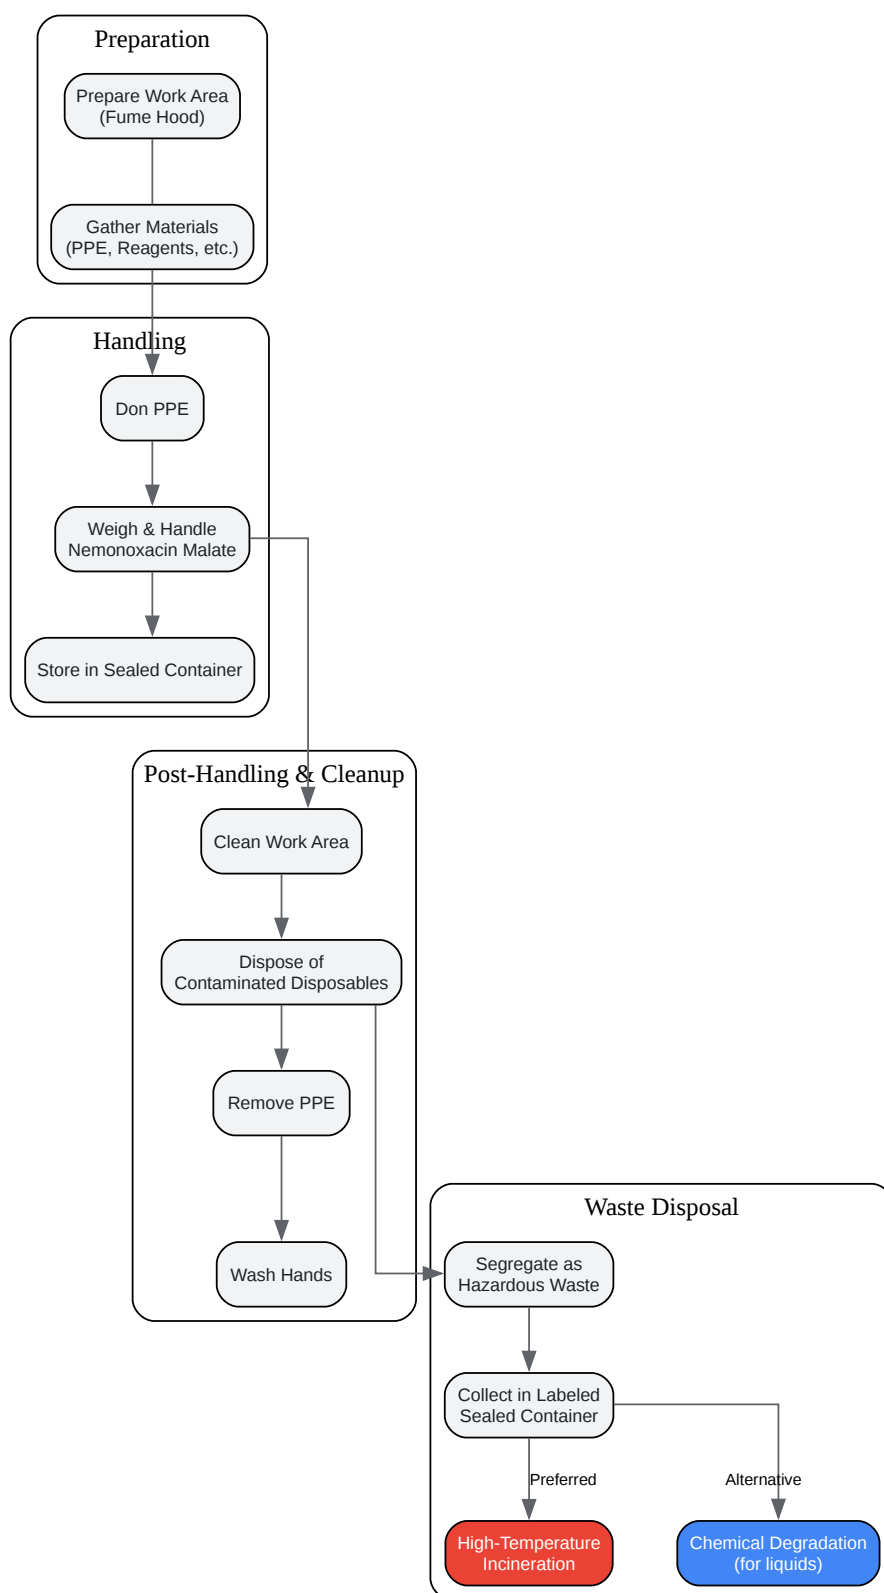 Preparation
Prepare Work Area
(Fume Hood)
Gather Materials
(PPE, Reagents, etc.)
Handling
Don PPE
Weigh & Handle
Nemonoxacin Malate
Store in Sealed Container
Post-Handling & Cleanup
Clean Work Area
Dispose of
Contaminated Disposables
Remove PPE
Wash Hands
Waste Disposal
Segregate as
Hazardous Waste
Collect in Labeled
Sealed Container
Preferred
Alternative
High-Temperature
Incineration
Chemical Degradation
(for liquids)